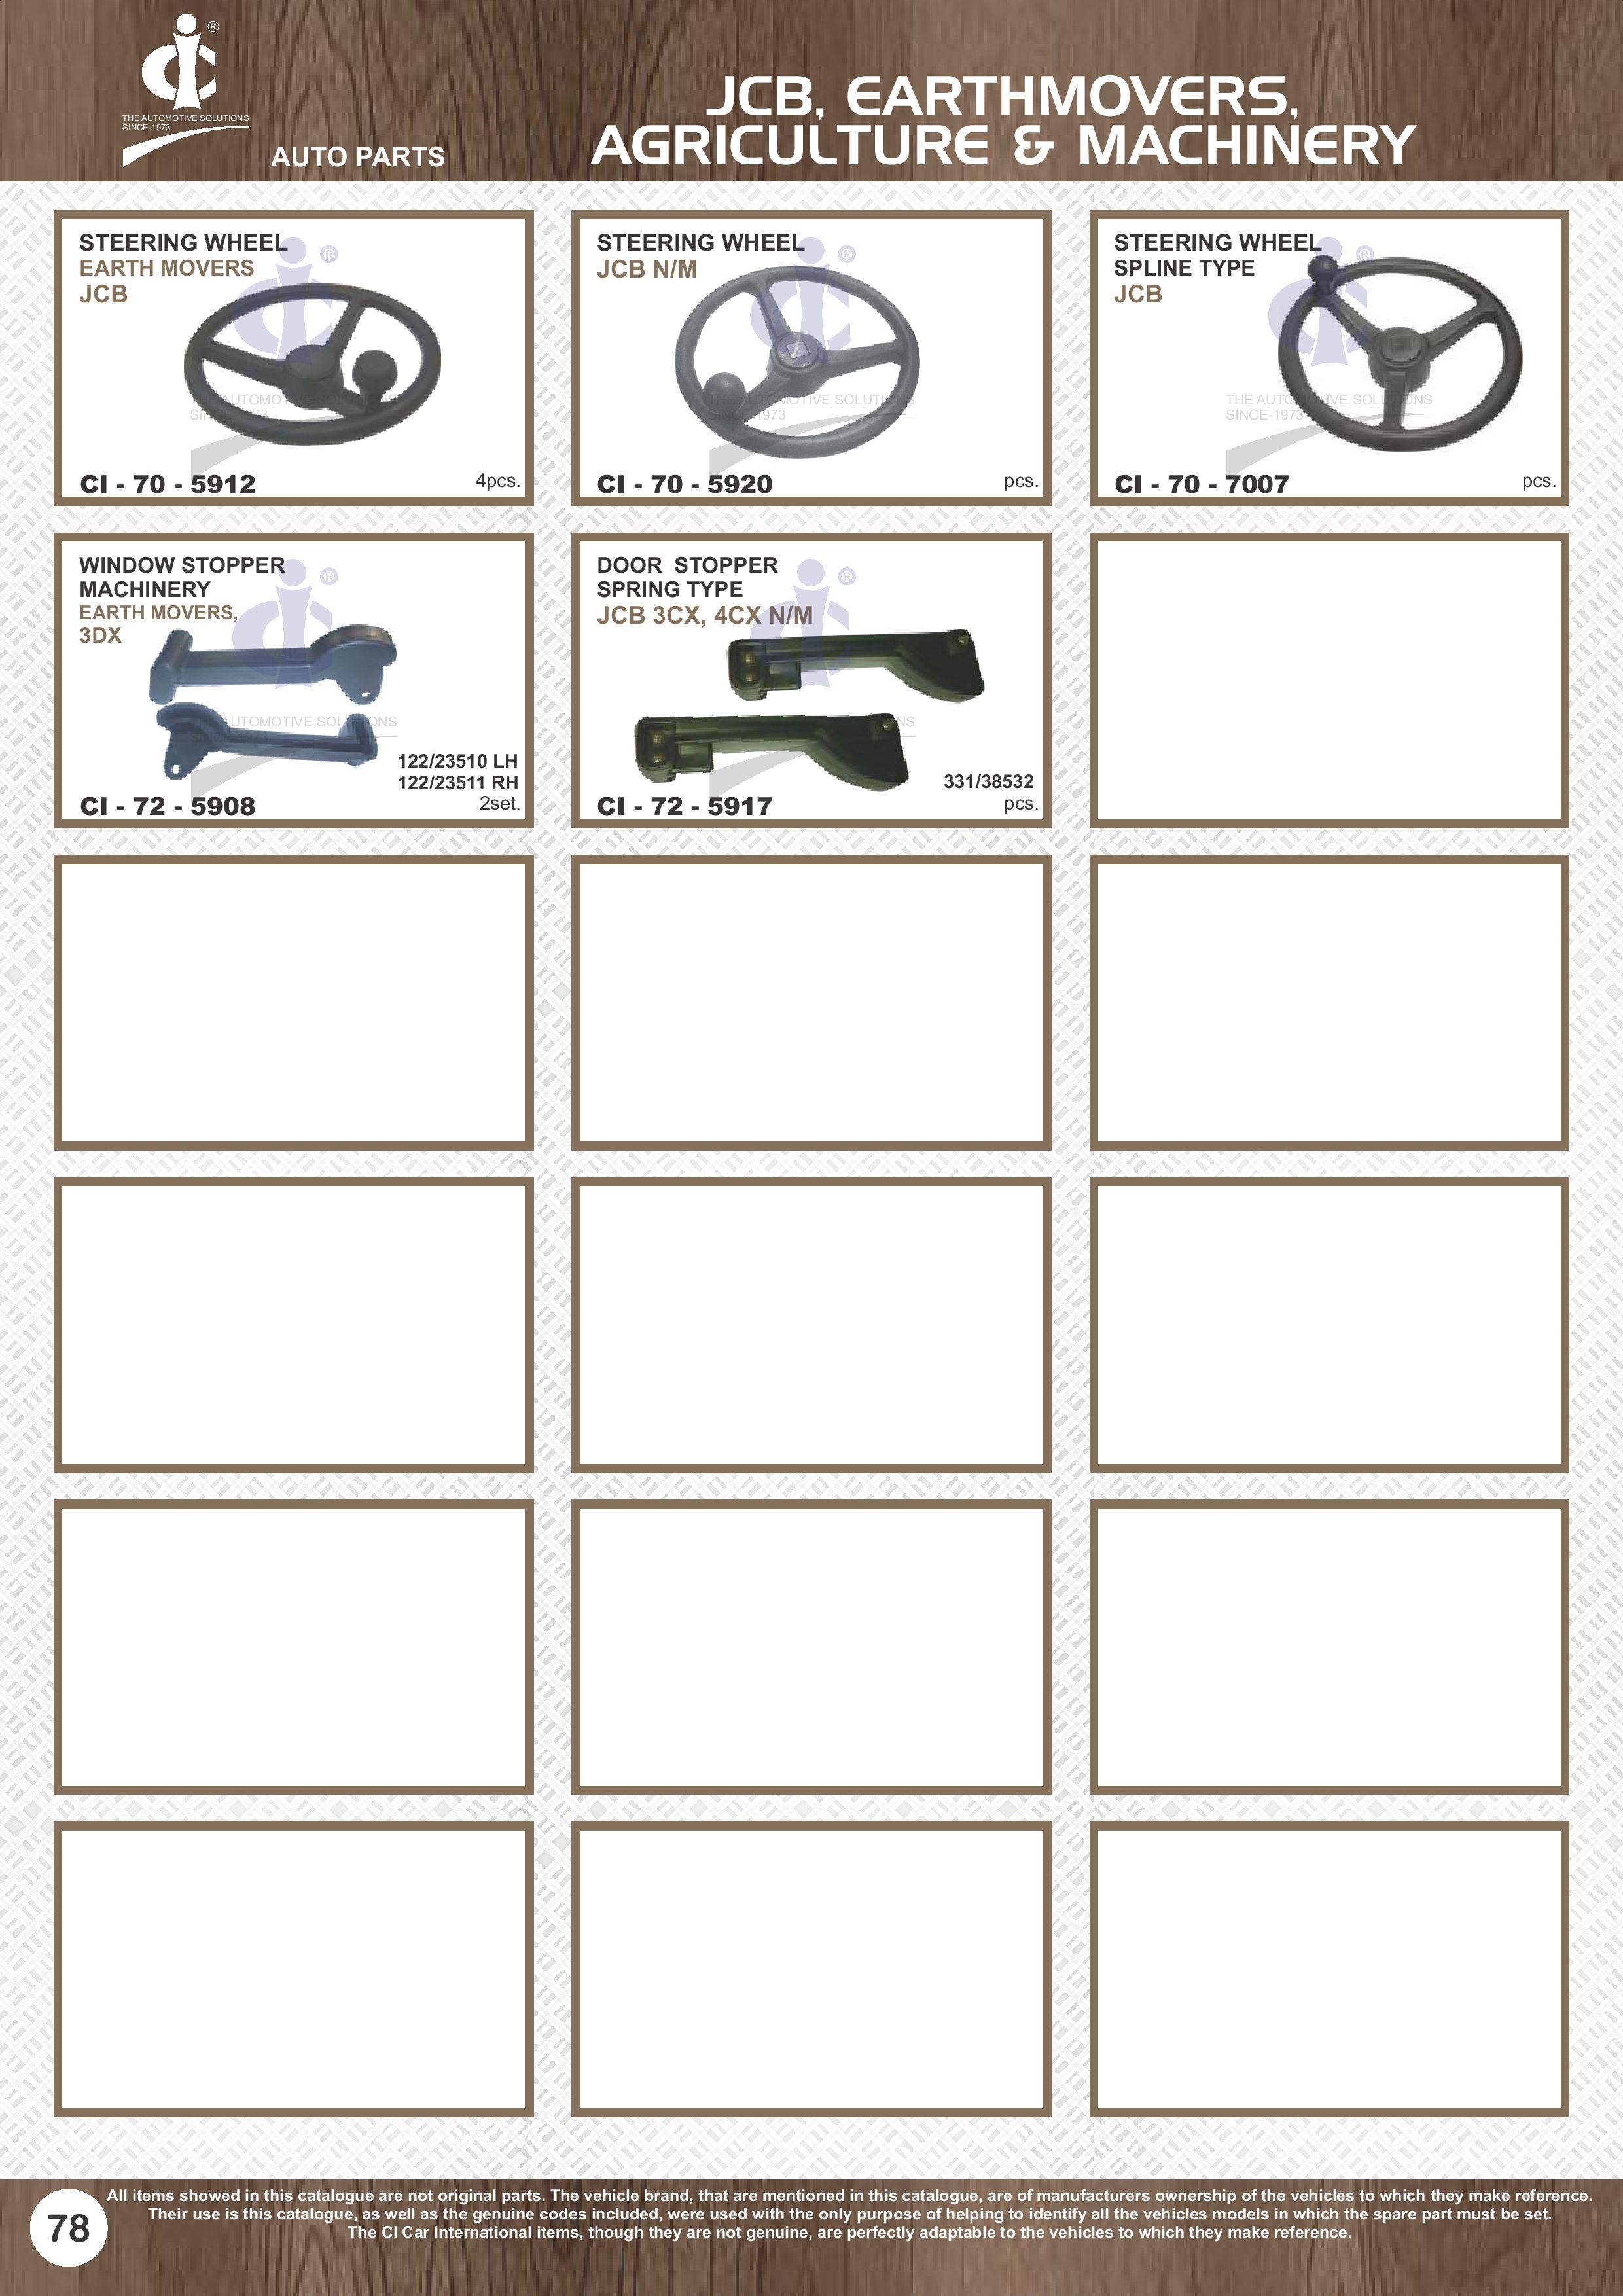 ®
THE AUTOMOTIVE SOLUTIONS
SINCE-1973
AUTO PARTS
JCB, EARTHMOVERS,
AGRICULTURE & MACHINERY
STEERING WHEEL
EARTH MOVERS
JCB
CI - 70 - 5912
4pcs.
STEERING WHEEL
JCB N/M
CI - 70 - 5920
pcs.
STEERING WHEEL
SPLINE TYPE
JCB
THE AUTOMOTIVE SOLUTIONS
SINCE-1973
CI - 70 - 7007
pcs.
WINDOW STOPPER
MACHINERY
EARTH MOVERS,
3DX
122/23510 LH
122/23511 RH
CI - 72 - 5908
2set.
DOOR STOPPER
SPRING TYPE
JCB 3CX, 4CX N/M
331/38532
CI - 72 - 5917
pcs.
78
All items showed in this catalogue are not original parts. The vehicle brand, that are mentioned in this catalogue, are of manufacturers ownership of the vehicles to which they make reference.
Their use is this catalogue, as well as the genuine codes included, were used with the only purpose of helping to identify all the vehicles models in which the spare part must be set.
The CI Car International items, though they are not genuine, are perfectly adaptable to the vehicles to which they make reference.